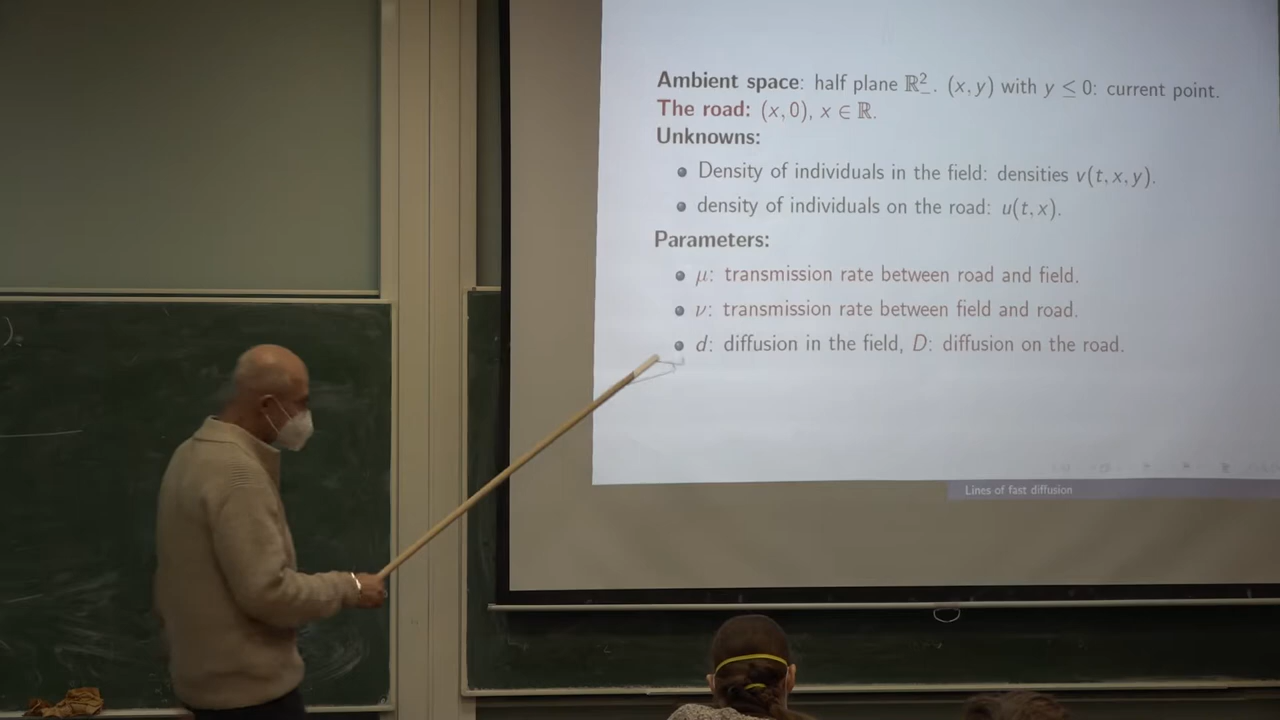 Ambient space: half plane ℝ²₋. (x, y) with y ≤ 0: current point.
The road: (x, 0), x ∈ ℝ.
Unknowns:
Density of individuals in the field: densities v(t, x, y).
density of individuals on the road: u(t, x).
Parameters:
μ: transmission rate between road and field.
ν: transmission rate between field and road.
d: diffusion in the field, D: diffusion on the road.
Lines of fast diffusion